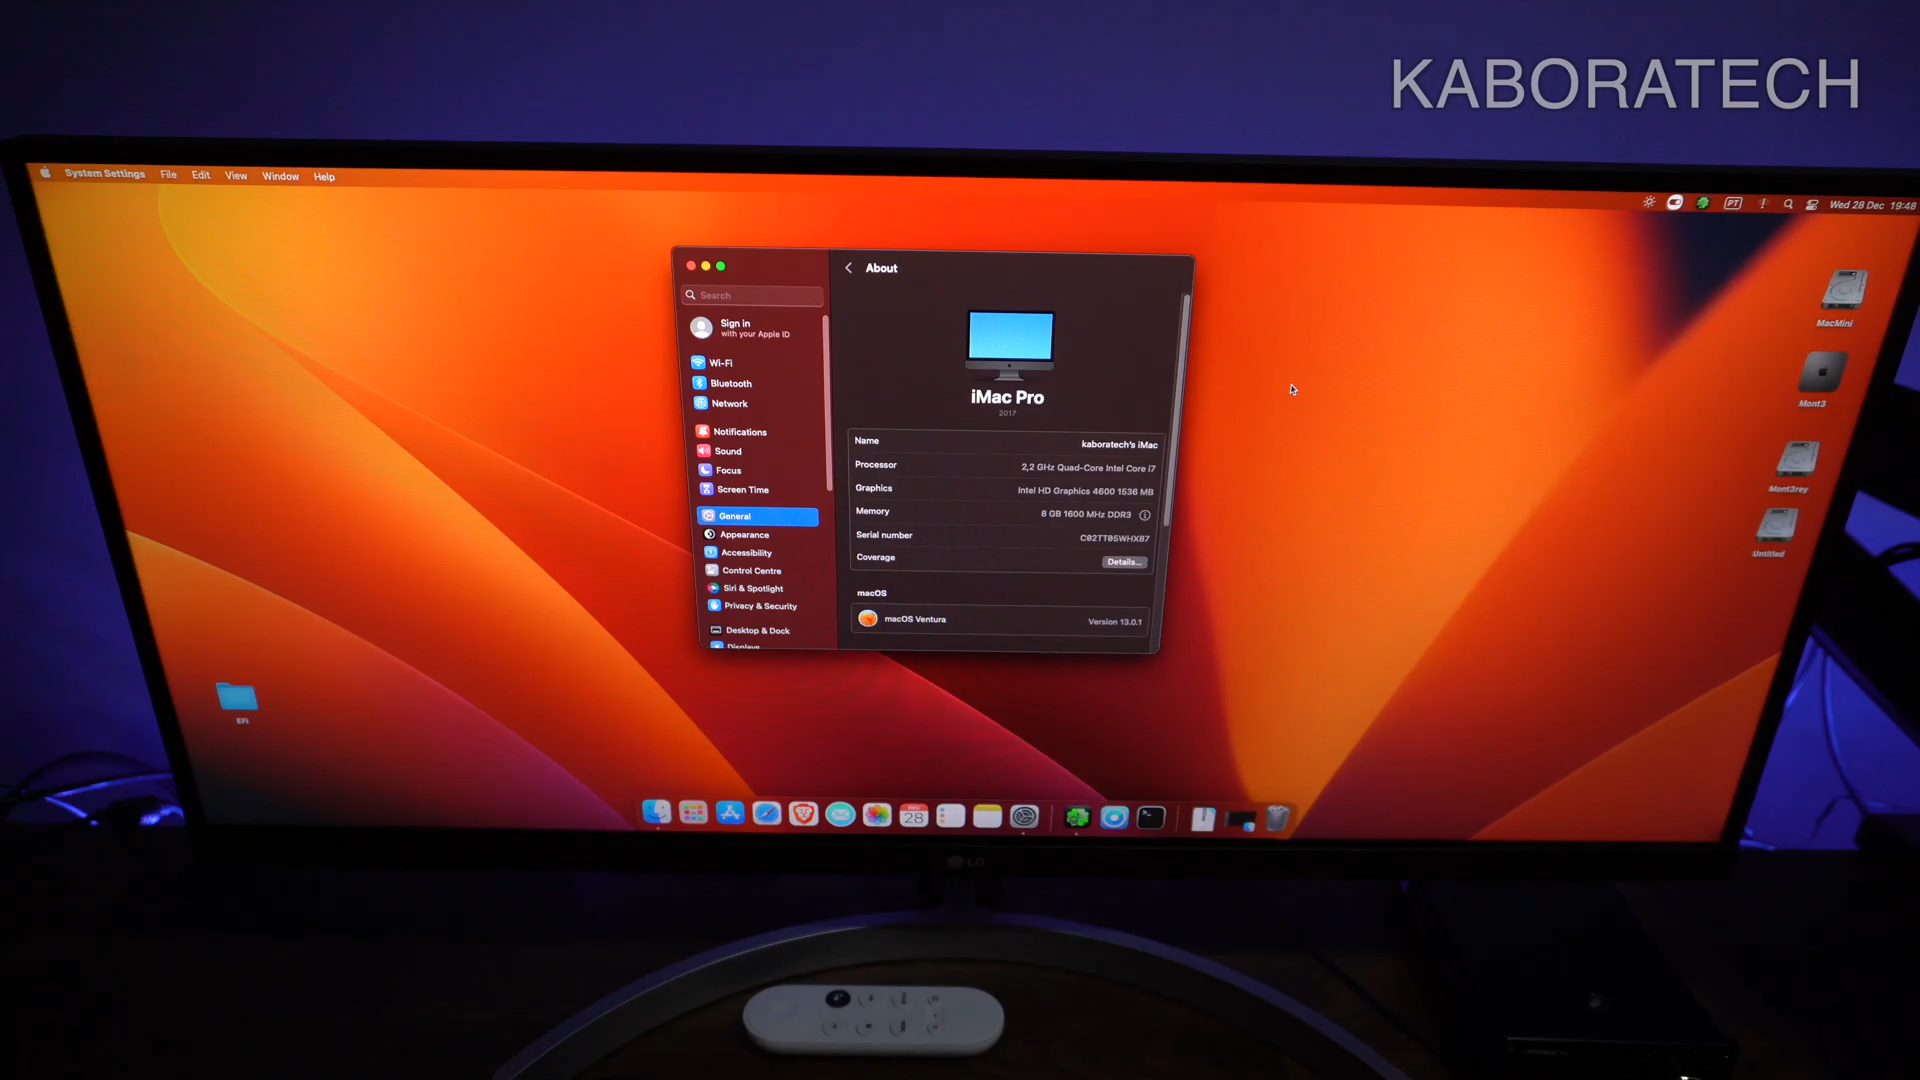 KABORATECH
System Settings File Edit View Window Help
PT Wed 28 Dec 19:48
Search
Sign in
with your Apple ID
Wi-Fi
Bluetooth
Network
Notifications
Sound
Focus
Screen Time
General
Appearance
Accessibility
Control Centre
Siri & Spotlight
Privacy & Security
Desktop & Dock
Displays
About
iMac Pro
2017
Name kaboratech's iMac
Processor 2,2 GHz Quad-Core Intel Core i7
Graphics Intel HD Graphics 4600 1536 MB
Memory 8 GB 1600 MHz DDR3
Serial number C02TT05WHX87
Coverage Details...
macOS
macOS Ventura Version 13.0.1
MacMini
Mont3
Mont3rey
Untitled
EFI
28
LG